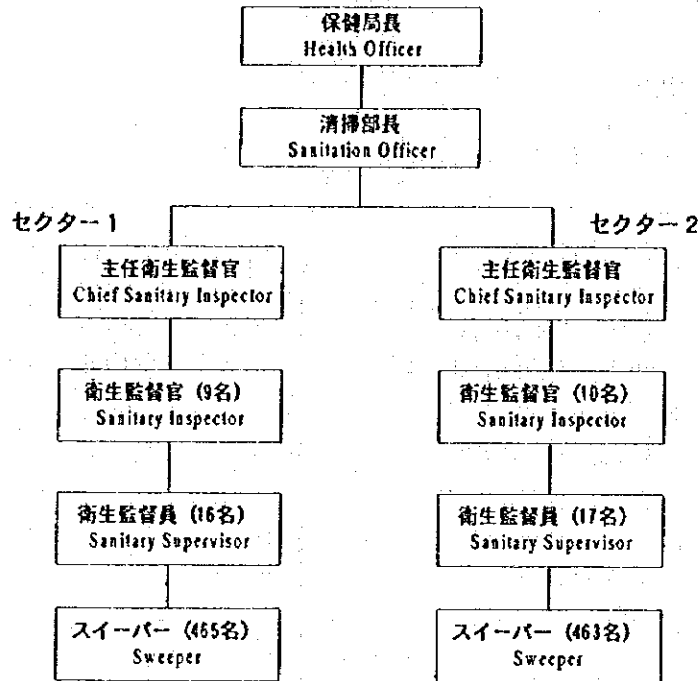 保健局長
Health Officer
清掃部長
Sanitation Officer
セクター 1
セクター 2
主任衛生監督官
Chief Sanitary Inspector
主任衛生監督官
Chief Sanitary Inspector
衛生監督官 (9名)
Sanitary Inspector
衛生監督官 (10名)
Sanitary Inspector
衛生監督員 (16名)
Sanitary Supervisor
衛生監督員 (17名)
Sanitary Supervisor
スイーパー (465名)
Sweeper
スイーパー (463名)
Sweeper